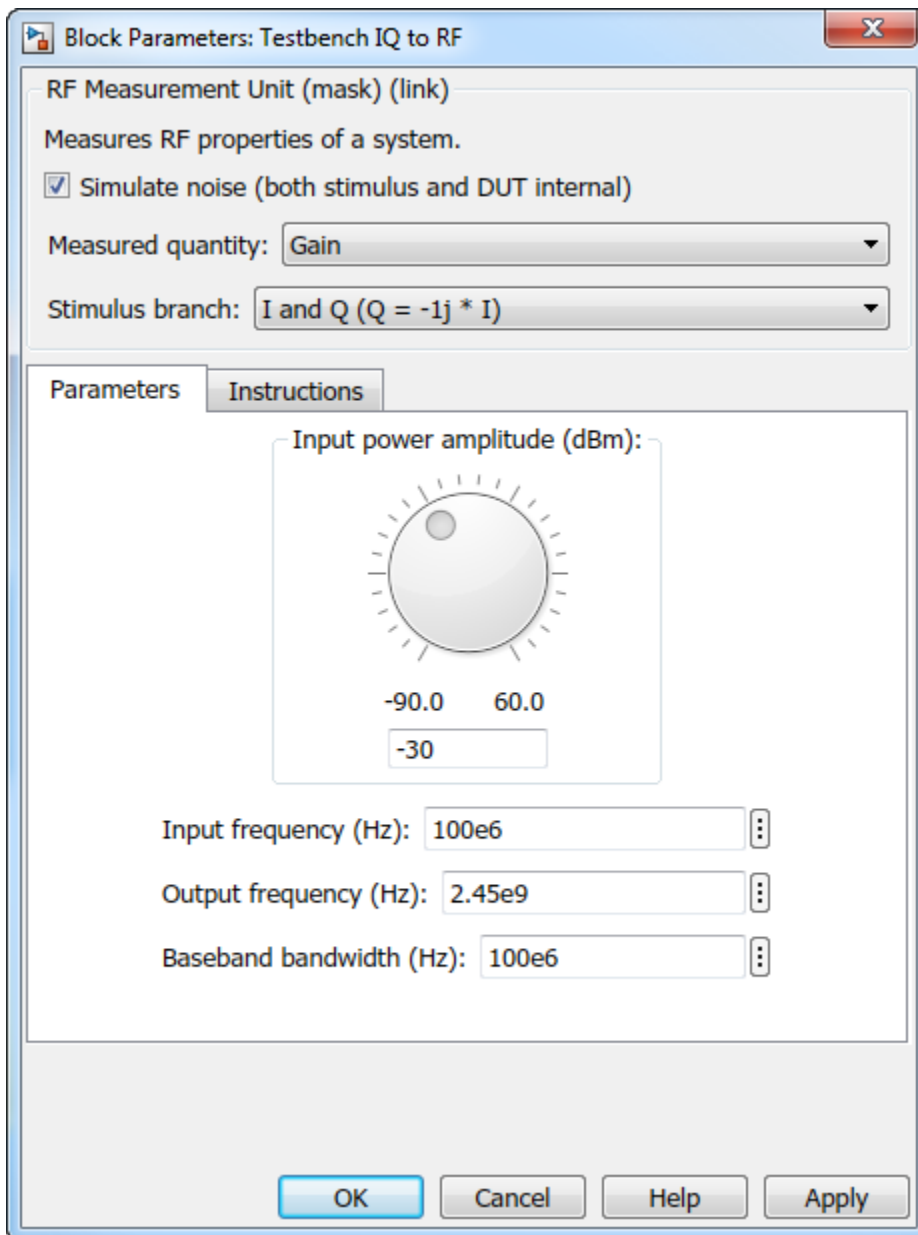 Block Parameters: Testbench IQ to RF
RF Measurement Unit (mask) (link)
Measures RF properties of a system.
Simulate noise (both stimulus and DUT internal)
Measured quantity: Gain
Stimulus branch: I and Q (Q = -1j * I)
Parameters Instructions
Input power amplitude (dBm):
-90.0 60.0
-30
Input frequency (Hz): 100e6
Output frequency (Hz): 2.45e9
Baseband bandwidth (Hz): 100e6
OK Cancel Help Apply